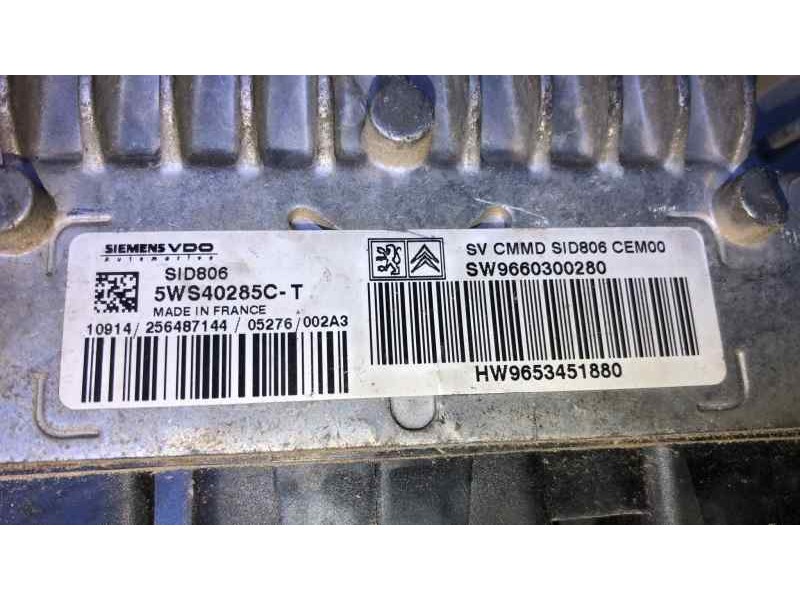 SIEMENS VDO
Automotive
SID806
5WS40285C-T
MADE IN FRANCE
10914/256487144/05276/002A3
SV CMMD SID806 CEM00
SW9660300280
HW9653451880